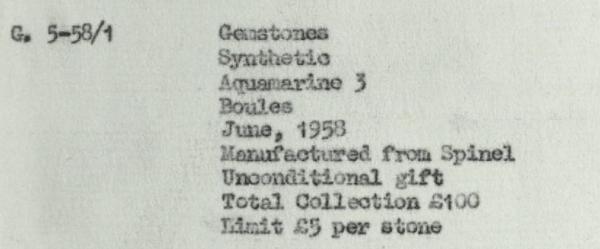 G. 5-58/1 Gemstones
Synthetic
Aquamarine 3
Boules
June, 1958
Manufactured from Spinel
Unconditional gift
Total Collection £100
Limit £5 per stone